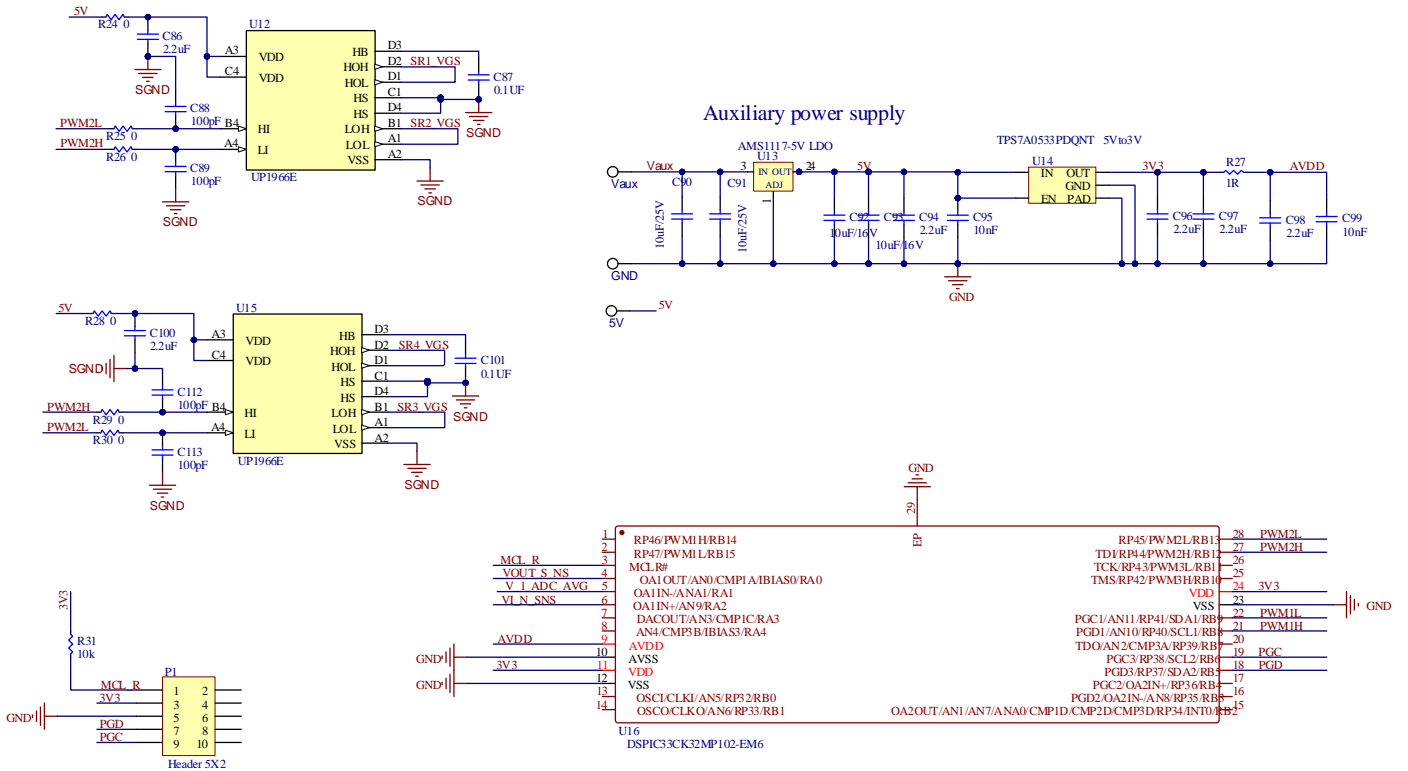 5V
R24 0
C86
2.2uF
SGND
C88
100pF
PWM2L
R25 0
PWM2H
R26 0
C89
100pF
SGND
U12
A3 VDD
C4 VDD
B4 HI
A4 LI
HB D3
HOH D2 SR1_VGS
HOL D1
HS C1
HS D4
LOH B1 SR2_VGS
LOL A1
VSS A2
UP1966E
C87
0.1UF
SGND
SGND
Auxiliary power supply
AMS1117-5V LDO
U13
Vaux
Vaux
C90
10uF/25V
C91
10uF/25V
3 IN OUT 24
ADJ
1
5V
C92
10uF/16V
C93
10uF/16V
C94
2.2uF
C95
10nF
TPS7A0533PDQNT 5Vto3V
U14
IN OUT
GND
EN PAD
3V3
R27
1R
AVDD
C96
2.2uF
C97
2.2uF
C98
2.2uF
C99
10nF
GND
GND
5V
5V
5V
R28 0
C100
2.2uF
SGND
C112
100pF
PWM2H
R29 0
PWM2L
R30 0
C113
100pF
SGND
U15
A3 VDD
C4 VDD
B4 HI
A4 LI
HB D3
HOH D2 SR4_VGS
HOL D1
HS C1
HS D4
LOH B1 SR3_VGS
LOL A1
VSS A2
UP1966E
C101
0.1UF
SGND
SGND
3V3
R31
10k
P1
MCL_R 1 2
3V3 3 4
GND 5 6
PGD 7 8
PGC 9 10
Header 5X2
GND
29
EP
1 RP46/PWM1H/RB14
2 RP47/PWM1L/RB15
MCL_R 3 MCLR#
VOUT_S_NS 4 OA1OUT/AN0/CMP1A/IBIAS0/RA0
V_1_ADC_AVG 5 OA1IN-/ANA1/RA1
VI_N_SNS 6 OA1IN+/AN9/RA2
7 DACOUT/AN3/CMP1C/RA3
8 AN4/CMP3B/IBIAS3/RA4
AVDD 9 AVDD
GND 10 AVSS
3V3 11 VDD
GND 12 VSS
13 OSCI/CLKI/AN5/RP32/RB0
14 OSCO/CLKO/AN6/RP33/RB1
RP45/PWM2L/RB13 28 PWM2L
TDI/RP44/PWM2H/RB12 27 PWM2H
TCK/RP43/PWM3L/RB11 26
TMS/RP42/PWM3H/RB10 25
VDD 24 3V3
VSS 23 GND
PGC1/AN11/RP41/SDA1/RB9 22 PWM1L
PGD1/AN10/RP40/SCL1/RB8 21 PWM1H
TDO/AN2/CMP3A/RP39/RB7 20
PGC3/RP38/SCL2/RB6 19 PGC
PGD3/RP37/SDA2/RB5 18 PGD
PGC2/OA2IN+/RP36/RB4 17
PGD2/OA2IN-/AN8/RP35/RB3 16
OA2OUT/AN1/AN7/ANA0/CMP1D/CMP2D/CMP3D/RP34/INT0/RB2 15
U16
DSPIC33CK32MP102-EM6